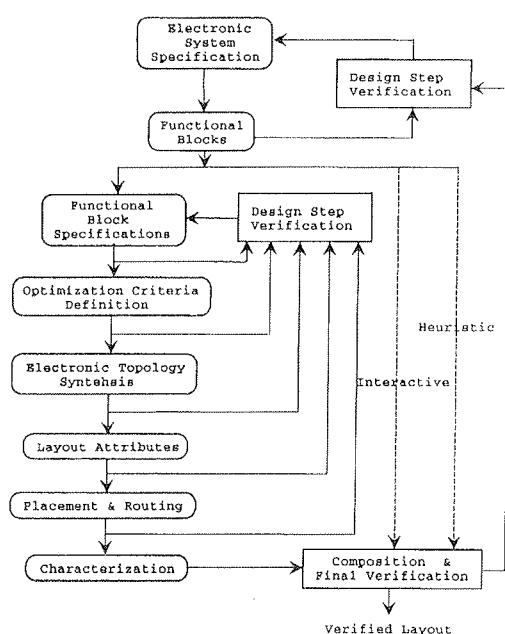 Electronic
System
Specification
Design Step
Verification
Functional
Blocks
Functional
Block
Specifications
Design Step
Verification
Optimization Criteria
Definition
Heuristic
Electronic Topology
Syntehsis
Interactive
Layout Attributes
Placement & Routing
Characterization
Composition &
Final Verification
Verified Layout